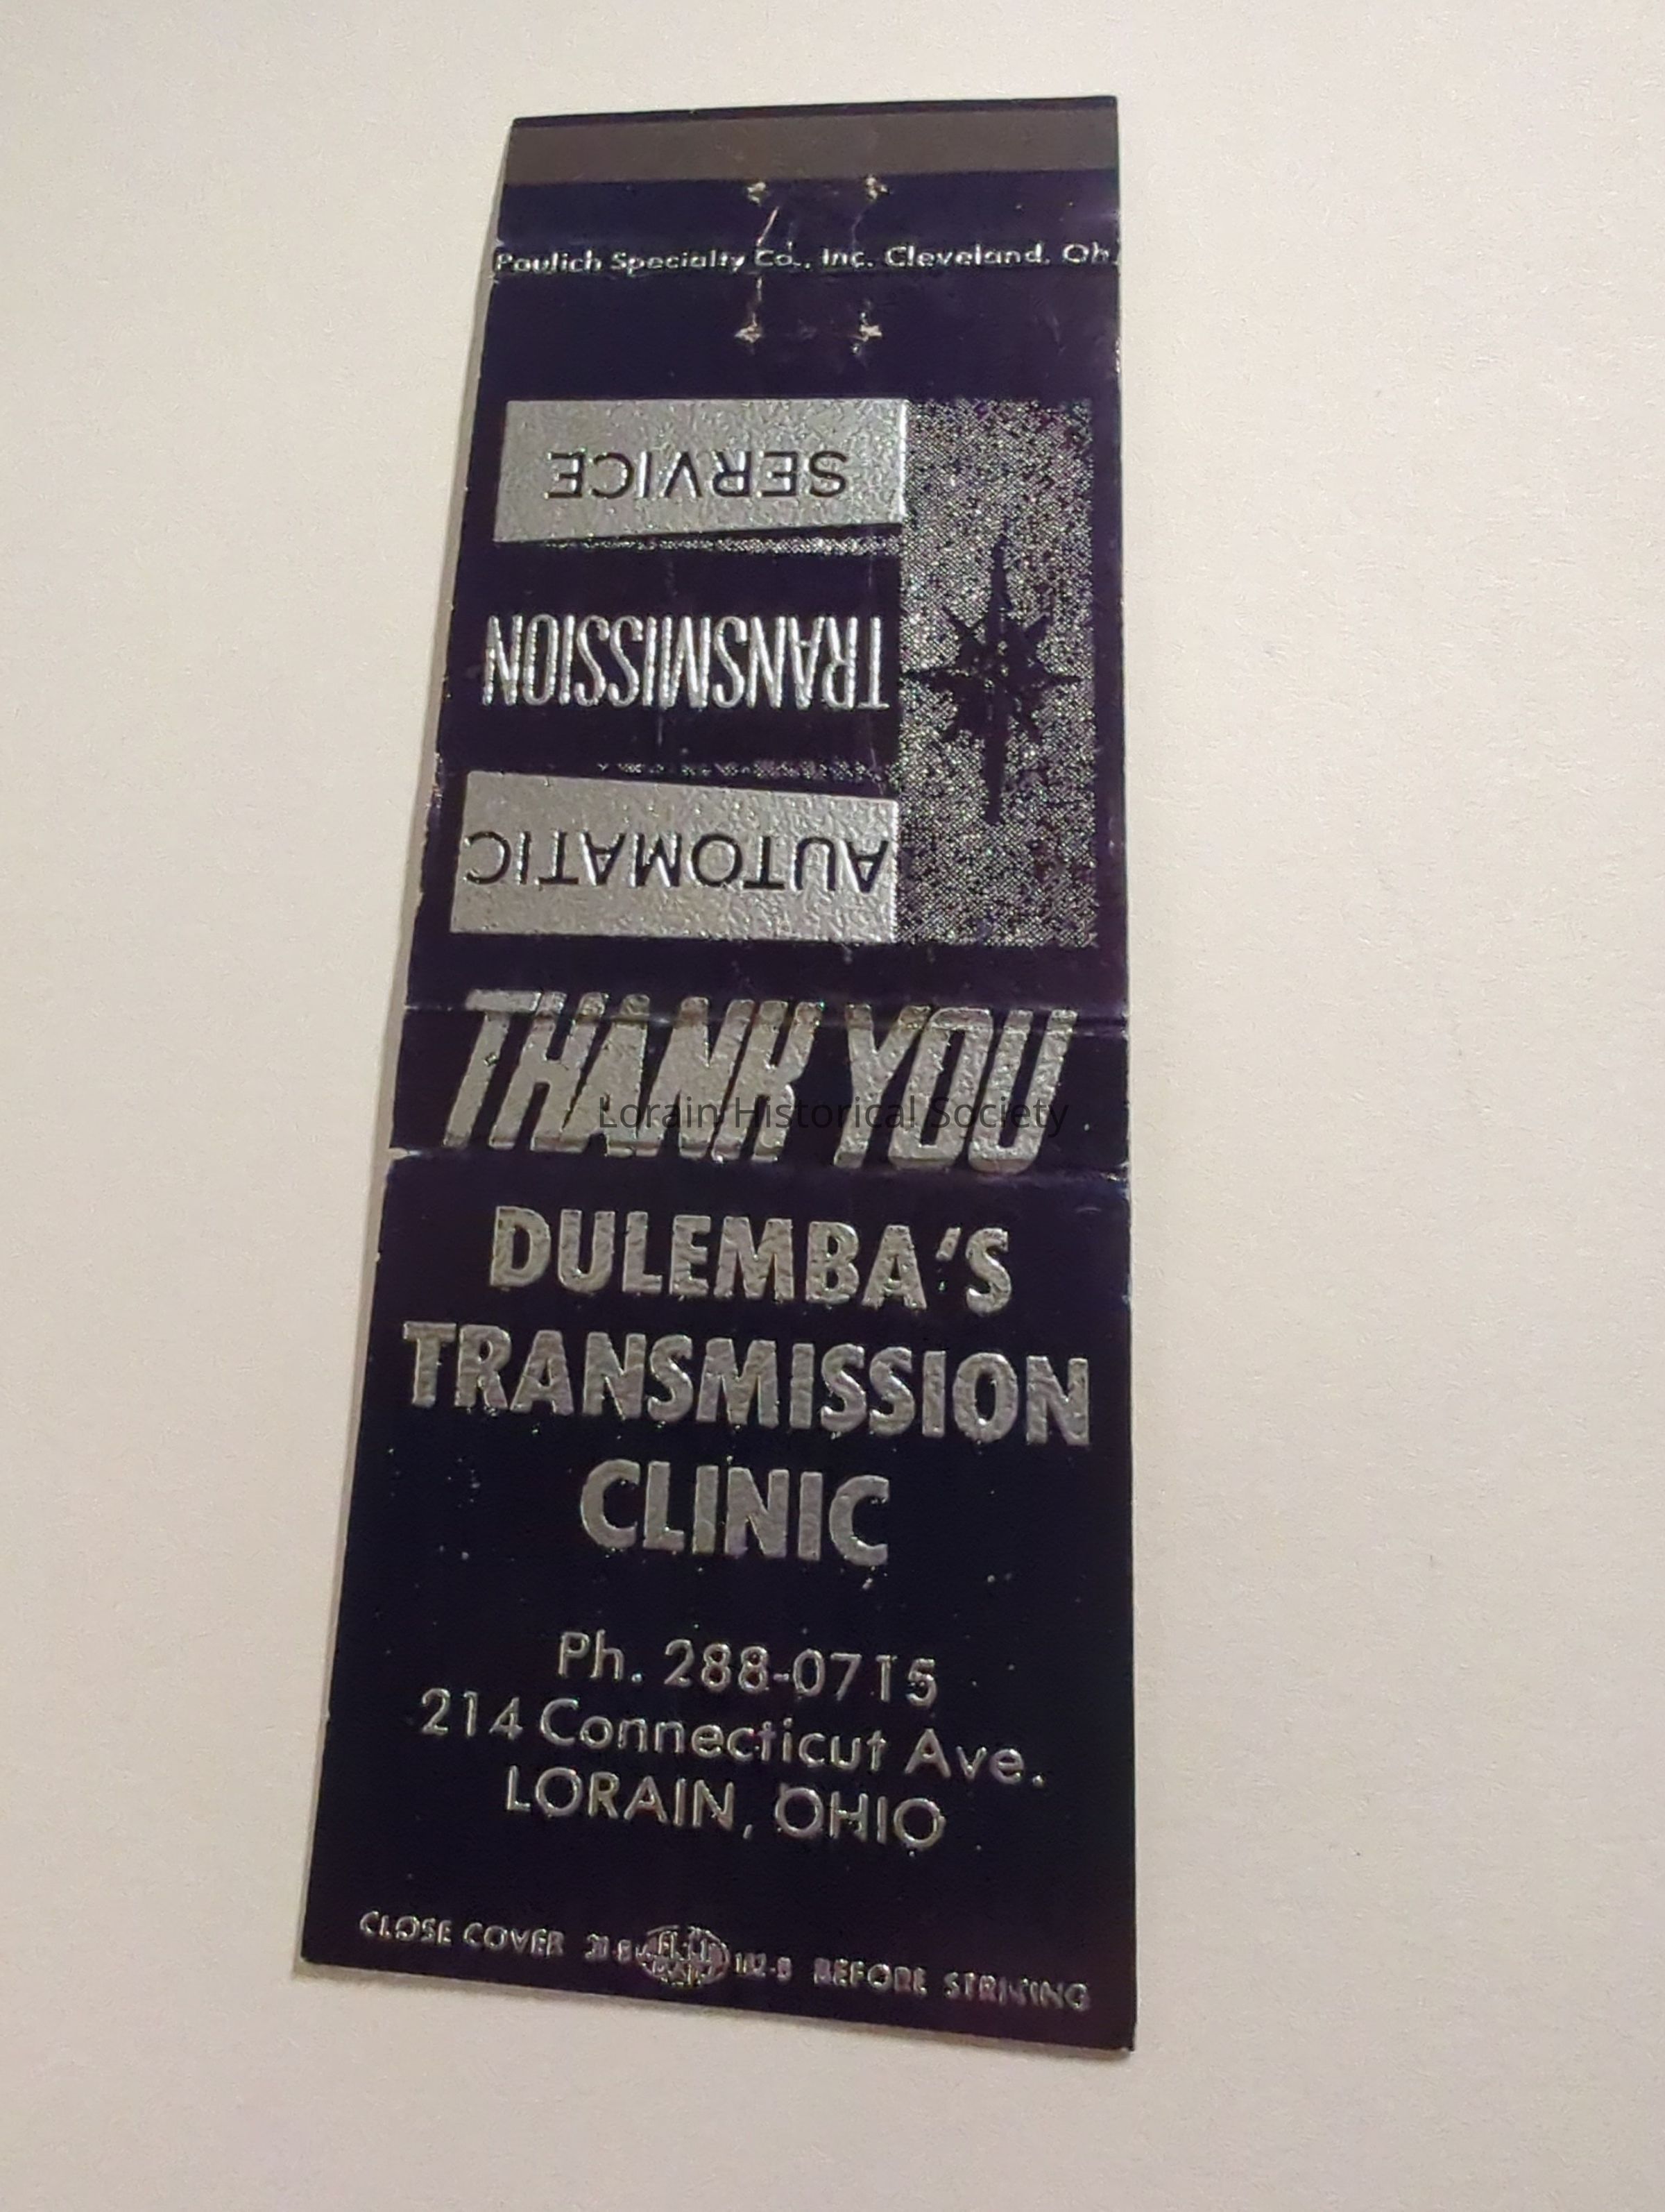 Paulich Specialty Co., Inc. Cleveland, Oh.
AUTOMATIC
TRANSMISSION
SERVICE
THANK YOU
Lorain Historical Society
DULEMBA'S
TRANSMISSION
CLINIC
Ph. 288-0715
214 Connecticut Ave.
LORAIN, OHIO
CLOSE COVER BEFORE STRIKING